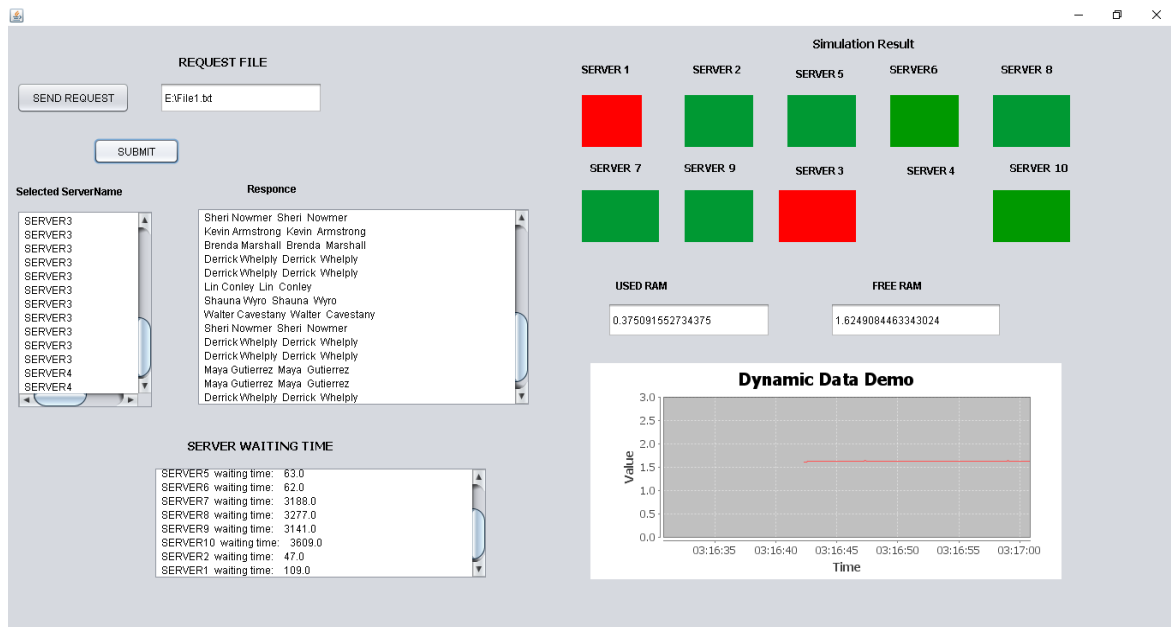 REQUEST FILE
SEND REQUEST
E:\File1.txt
SUBMIT
Selected ServerName
SERVER3
SERVER3
SERVER3
SERVER3
SERVER3
SERVER3
SERVER3
SERVER3
SERVER3
SERVER3
SERVER3
SERVER4
SERVER4
Responce
Sheri Nowmer Sheri Nowmer
Kevin Armstrong Kevin Armstrong
Brenda Marshall Brenda Marshall
Derrick Whelply Derrick Whelply
Derrick Whelply Derrick Whelply
Lin Conley Lin Conley
Shauna Wyro Shauna Wyro
Walter Cavestany Walter Cavestany
Sheri Nowmer Sheri Nowmer
Derrick Whelply Derrick Whelply
Derrick Whelply Derrick Whelply
Maya Gutierrez Maya Gutierrez
Maya Gutierrez Maya Gutierrez
Derrick Whelply Derrick Whelply
SERVER WAITING TIME
SERVER5 waiting time: 63.0
SERVER6 waiting time: 62.0
SERVER7 waiting time: 3188.0
SERVER8 waiting time: 3277.0
SERVER9 waiting time: 3141.0
SERVER10 waiting time: 3609.0
SERVER2 waiting time: 47.0
SERVER1 waiting time: 109.0
Simulation Result
SERVER 1 SERVER 2 SERVER 5 SERVER6 SERVER 8
SERVER 7 SERVER 9 SERVER 3 SERVER 4 SERVER 10
USED RAM FREE RAM
0.375091552734375 1.6249084463343024
Dynamic Data Demo
3.0
2.5
2.0
1.5
1.0
0.5
0.0
Value
03:16:35 03:16:40 03:16:45 03:16:50 03:16:55 03:17:00
Time